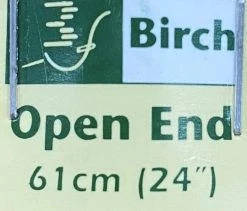 Birch
Open End
61cm (24")